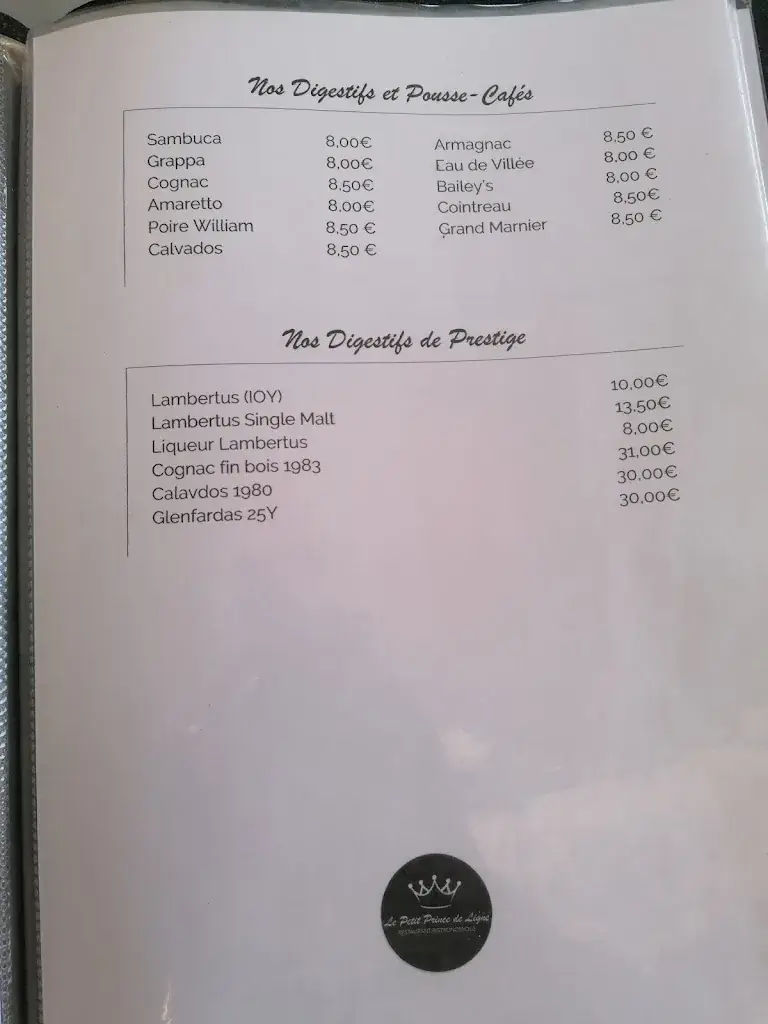 Nos Digestifs et Pousse-Cafés
Sambuca 8,00€
Grappa 8,00€
Cognac 8,50€
Amaretto 8,00€
Poire William 8,50 €
Calvados 8,50 €
Armagnac 8,50 €
Eau de Villée 8,00 €
Bailey's 8,00 €
Cointreau 8,50€
Grand Marnier 8,50 €
Nos Digestifs de Prestige
Lambertus (IOY) 10,00€
Lambertus Single Malt 13,50€
Liqueur Lambertus 8,00€
Cognac fin bois 1983 31,00€
Calavdos 1980 30,00€
Glenfardas 25Y 30,00€
Le Petit Prince de Ligne
RESTAURANT BISTRONOMIQUE